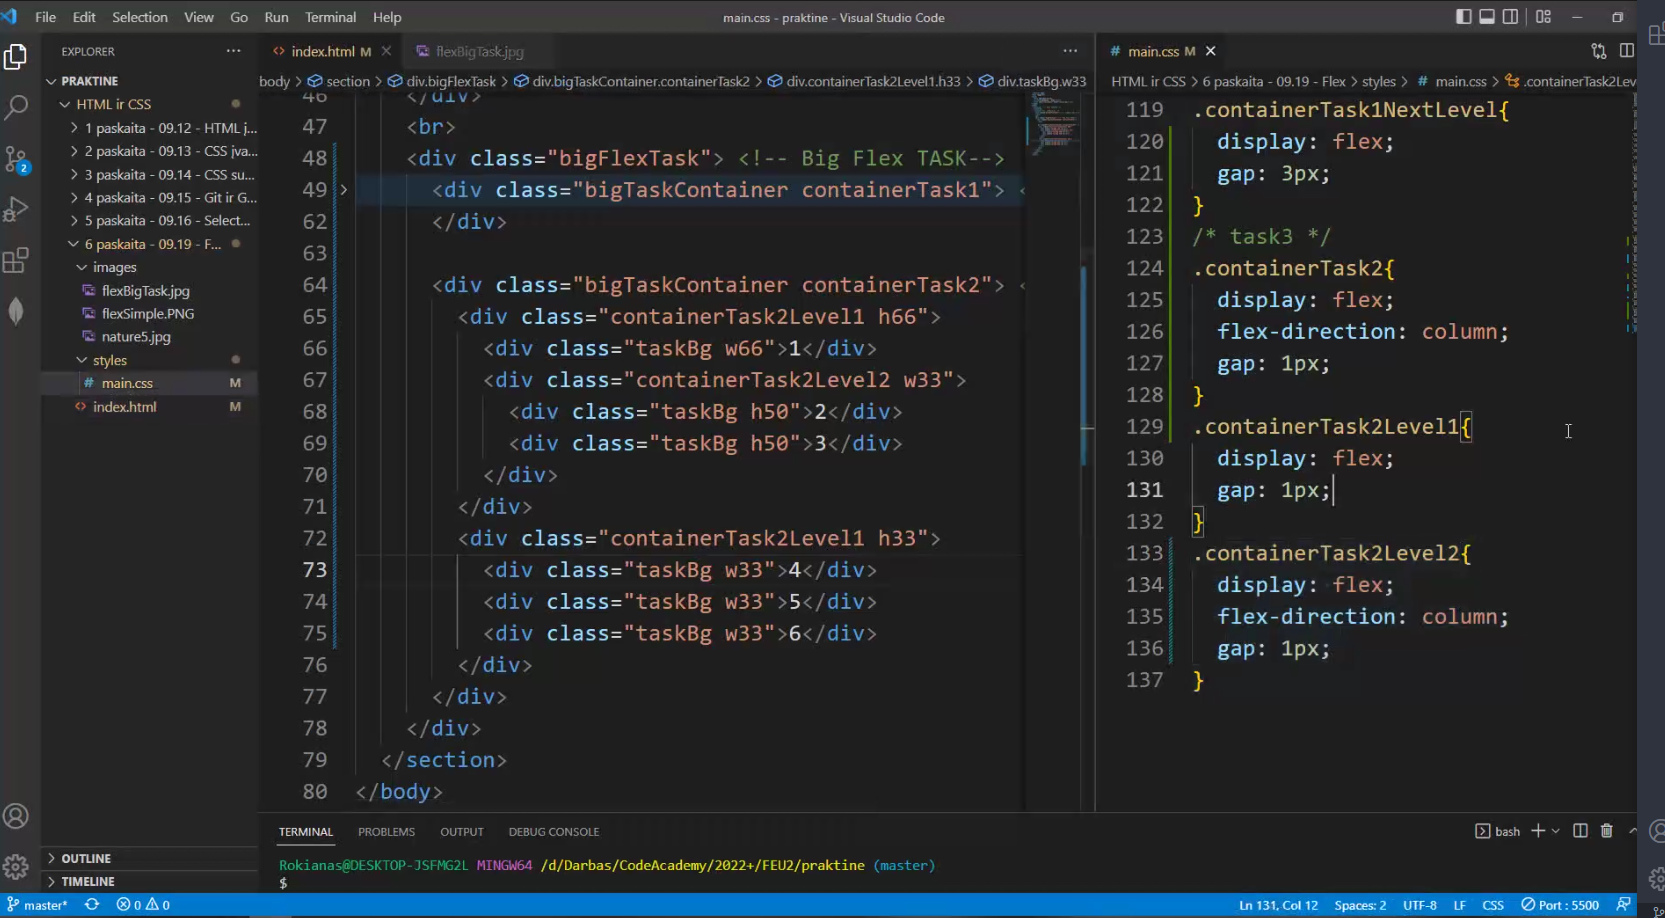 File Edit Selection View Go Run Terminal Help
main.css - praktine - Visual Studio Code
EXPLORER
PRAKTINE
HTML ir CSS
1 paskaita - 09.12 - HTML j...
2 paskaita - 09.13 - CSS jva...
3 paskaita - 09.14 - CSS su...
4 paskaita - 09.15 - Git ir G...
5 paskaita - 09.16 - Select...
6 paskaita - 09.19 - F...
images
flexBigTask.jpg
flexSimple.PNG
nature5.jpg
styles
main.css M
index.html M
OUTLINE
TIMELINE
2
index.html M
flexBigTask.jpg
body section div.bigFlexTask div.bigTaskContainer.containerTask2 div.containerTask2Level1.h33 div.taskBg.w33
46 </div>
47 <br>
48 <div class="bigFlexTask"> <!-- Big Flex TASK-->
49 <div class="bigTaskContainer containerTask1"> <
62 </div>
63
64 <div class="bigTaskContainer containerTask2"> <
65 <div class="containerTask2Level1 h66">
66 <div class="taskBg w66">1</div>
67 <div class="containerTask2Level2 w33">
68 <div class="taskBg h50">2</div>
69 <div class="taskBg h50">3</div>
70 </div>
71 </div>
72 <div class="containerTask2Level1 h33">
73 <div class="taskBg w33">4</div>
74 <div class="taskBg w33">5</div>
75 <div class="taskBg w33">6</div>
76 </div>
77 </div>
78 </div>
79 </section>
80 </body>
# main.css M
HTML ir CSS > 6 paskaita - 09.19 - Flex > styles > # main.css > .containerTask2Lev
119 .containerTask1NextLevel{
120 display: flex;
121 gap: 3px;
122 }
123 /* task3 */
124 .containerTask2{
125 display: flex;
126 flex-direction: column;
127 gap: 1px;
128 }
129 .containerTask2Level1{
130 display: flex;
131 gap: 1px;
132 }
133 .containerTask2Level2{
134 display: flex;
135 flex-direction: column;
136 gap: 1px;
137 }
TERMINAL PROBLEMS OUTPUT DEBUG CONSOLE
bash
Rokianas@DESKTOP-JSFMG2L MINGW64 /d/Darbas/CodeAcademy/2022+/FEU2/praktine (master)
$
master* 0 0
Ln 131, Col 12 Spaces: 2 UTF-8 LF CSS Port : 5500